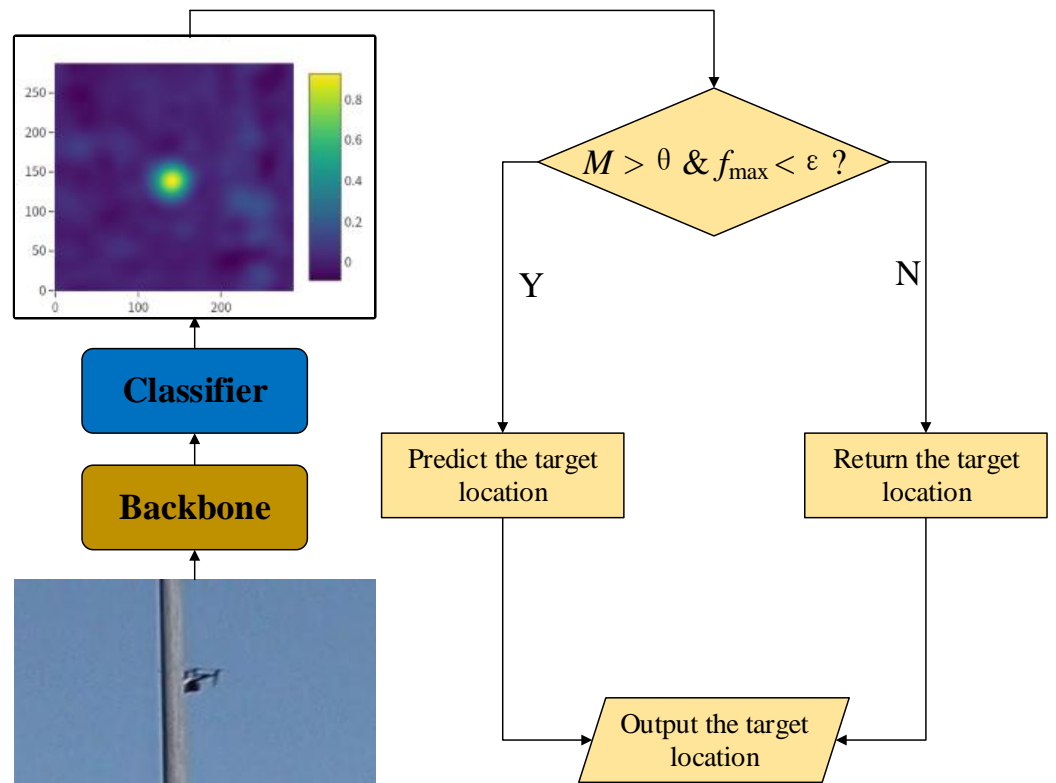 250
200
150
100
50
0
0
100
200
0.8
0.6
0.4
0.2
0
M > θ & f max < ε ?
Y
N
Classifier
Backbone
Predict the target
location
Return the target
location
Output the target
location